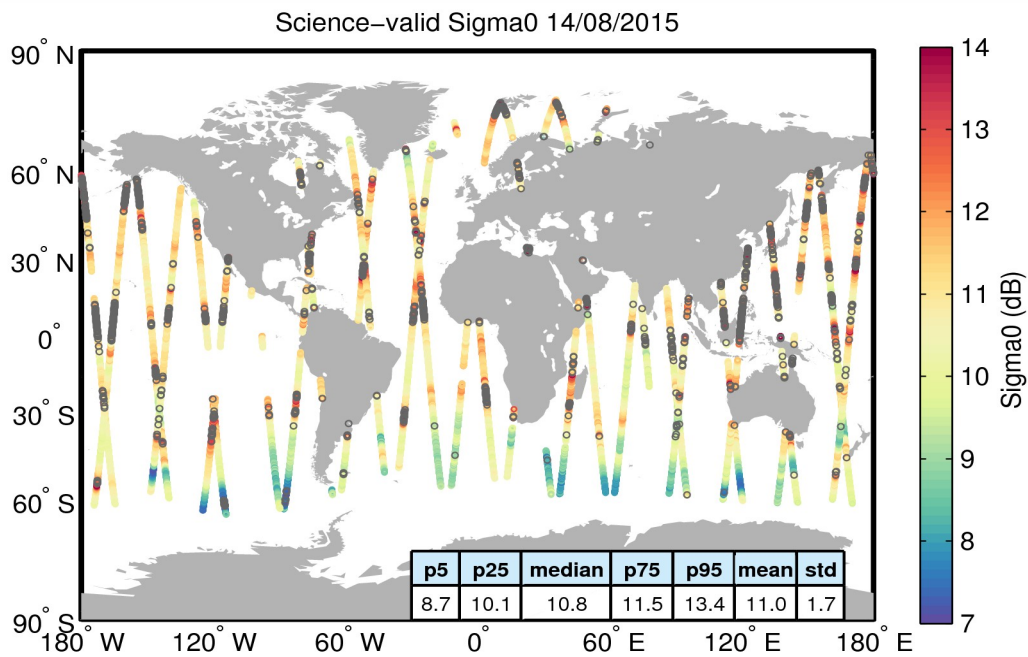 Science−valid Sigma0 14/08/2015
90° N
60° N
30° N
0°
30° S
60° S
90° S
180° W
120° W
60° W
0°
60° E
120° E
180° E
p5 p25 median p75 p95 mean std
8.7 10.1 10.8 11.5 13.4 11.0 1.7
14
13
12
11
10
9
8
7
Sigma0 (dB)